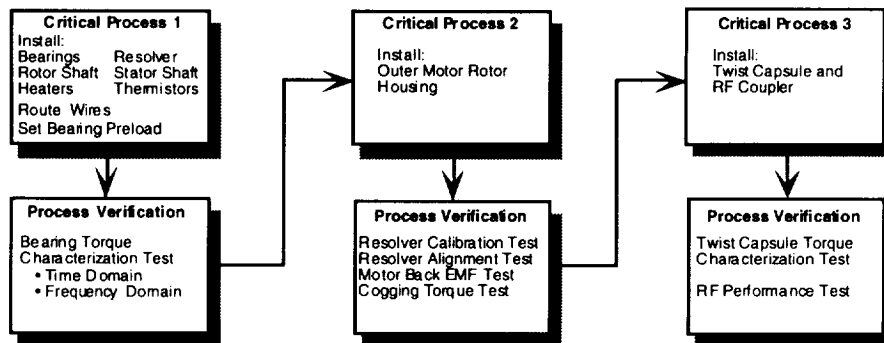 Critical Process 1
Install:
Bearings Resolver
Rotor Shaft Stator Shaft
Heaters Thermistors
Route Wires
Set Bearing Preload
Process Verification
Bearing Torque
Characterization Test
• Time Domain
• Frequency Domain
Critical Process 2
Install:
Outer Motor Rotor
Housing
Process Verification
Resolver Calibration Test
Resolver Alignment Test
Motor Back EMF Test
Cogging Torque Test
Critical Process 3
Install:
Twist Capsule and
RF Coupler
Process Verification
Twist Capsule Torque
Characterization Test
RF Performance Test